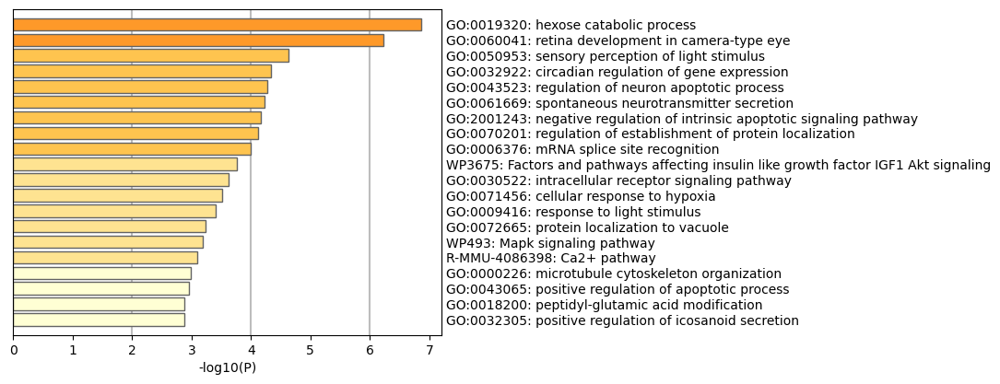 GO:0019320: hexose catabolic process
GO:0060041: retina development in camera-type eye
GO:0050953: sensory perception of light stimulus
GO:0032922: circadian regulation of gene expression
GO:0043523: regulation of neuron apoptotic process
GO:0061669: spontaneous neurotransmitter secretion
GO:2001243: negative regulation of intrinsic apoptotic signaling pathway
GO:0070201: regulation of establishment of protein localization
GO:0006376: mRNA splice site recognition
WP3675: Factors and pathways affecting insulin like growth factor IGF1 Akt signaling
GO:0030522: intracellular receptor signaling pathway
GO:0071456: cellular response to hypoxia
GO:0009416: response to light stimulus
GO:0072665: protein localization to vacuole
WP493: Mapk signaling pathway
R-MMU-4086398: Ca2+ pathway
GO:0000226: microtubule cytoskeleton organization
GO:0043065: positive regulation of apoptotic process
GO:0018200: peptidyl-glutamic acid modification
GO:0032305: positive regulation of icosanoid secretion
0 1 2 3 4 5 6 7
-log10(P)